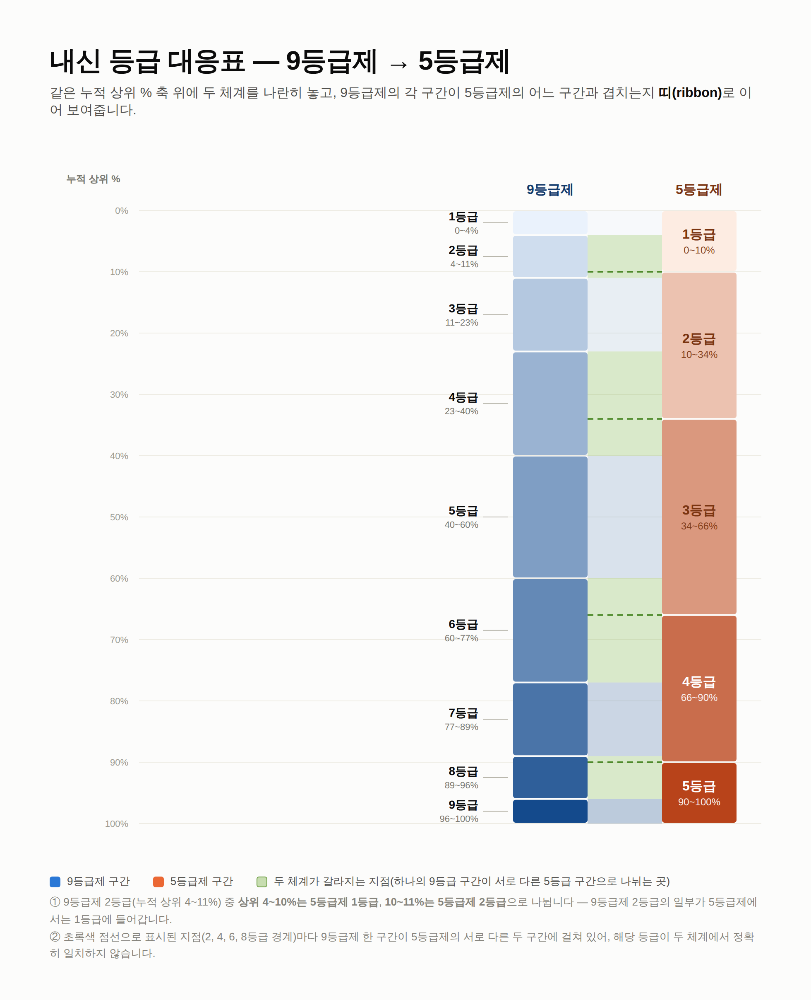 내신 등급 대응표 — 9등급제 → 5등급제
같은 누적 상위 % 축 위에 두 체계를 나란히 놓고, 9등급제의 각 구간이 5등급제의 어느 구간과 겹치는지 띠(ribbon)로 이
어 보여줍니다.
누적 상위 %
9등급제
5등급제
0%
10%
20%
30%
40%
50%
60%
70%
80%
90%
100%
1등급
0~4%
2등급
4~11%
3등급
11~23%
4등급
23~40%
5등급
40~60%
6등급
60~77%
7등급
77~89%
8등급
89~96%
9등급
96~100%
1등급
0~10%
2등급
10~34%
3등급
34~66%
4등급
66~90%
5등급
90~100%
9등급제 구간
5등급제 구간
두 체계가 갈라지는 지점(하나의 9등급 구간이 서로 다른 5등급 구간으로 나뉘는 곳)
① 9등급제 2등급(누적 상위 4~11%) 중 상위 4~10%는 5등급제 1등급, 10~11%는 5등급제 2등급으로 나뉩니다 — 9등급제 2등급의 일부가 5등급제에
서는 1등급에 들어갑니다.
② 초록색 점선으로 표시된 지점(2, 4, 6, 8등급 경계)마다 9등급제 한 구간이 5등급제의 서로 다른 두 구간에 걸쳐 있어, 해당 등급이 두 체계에서 정확
히 일치하지 않습니다.